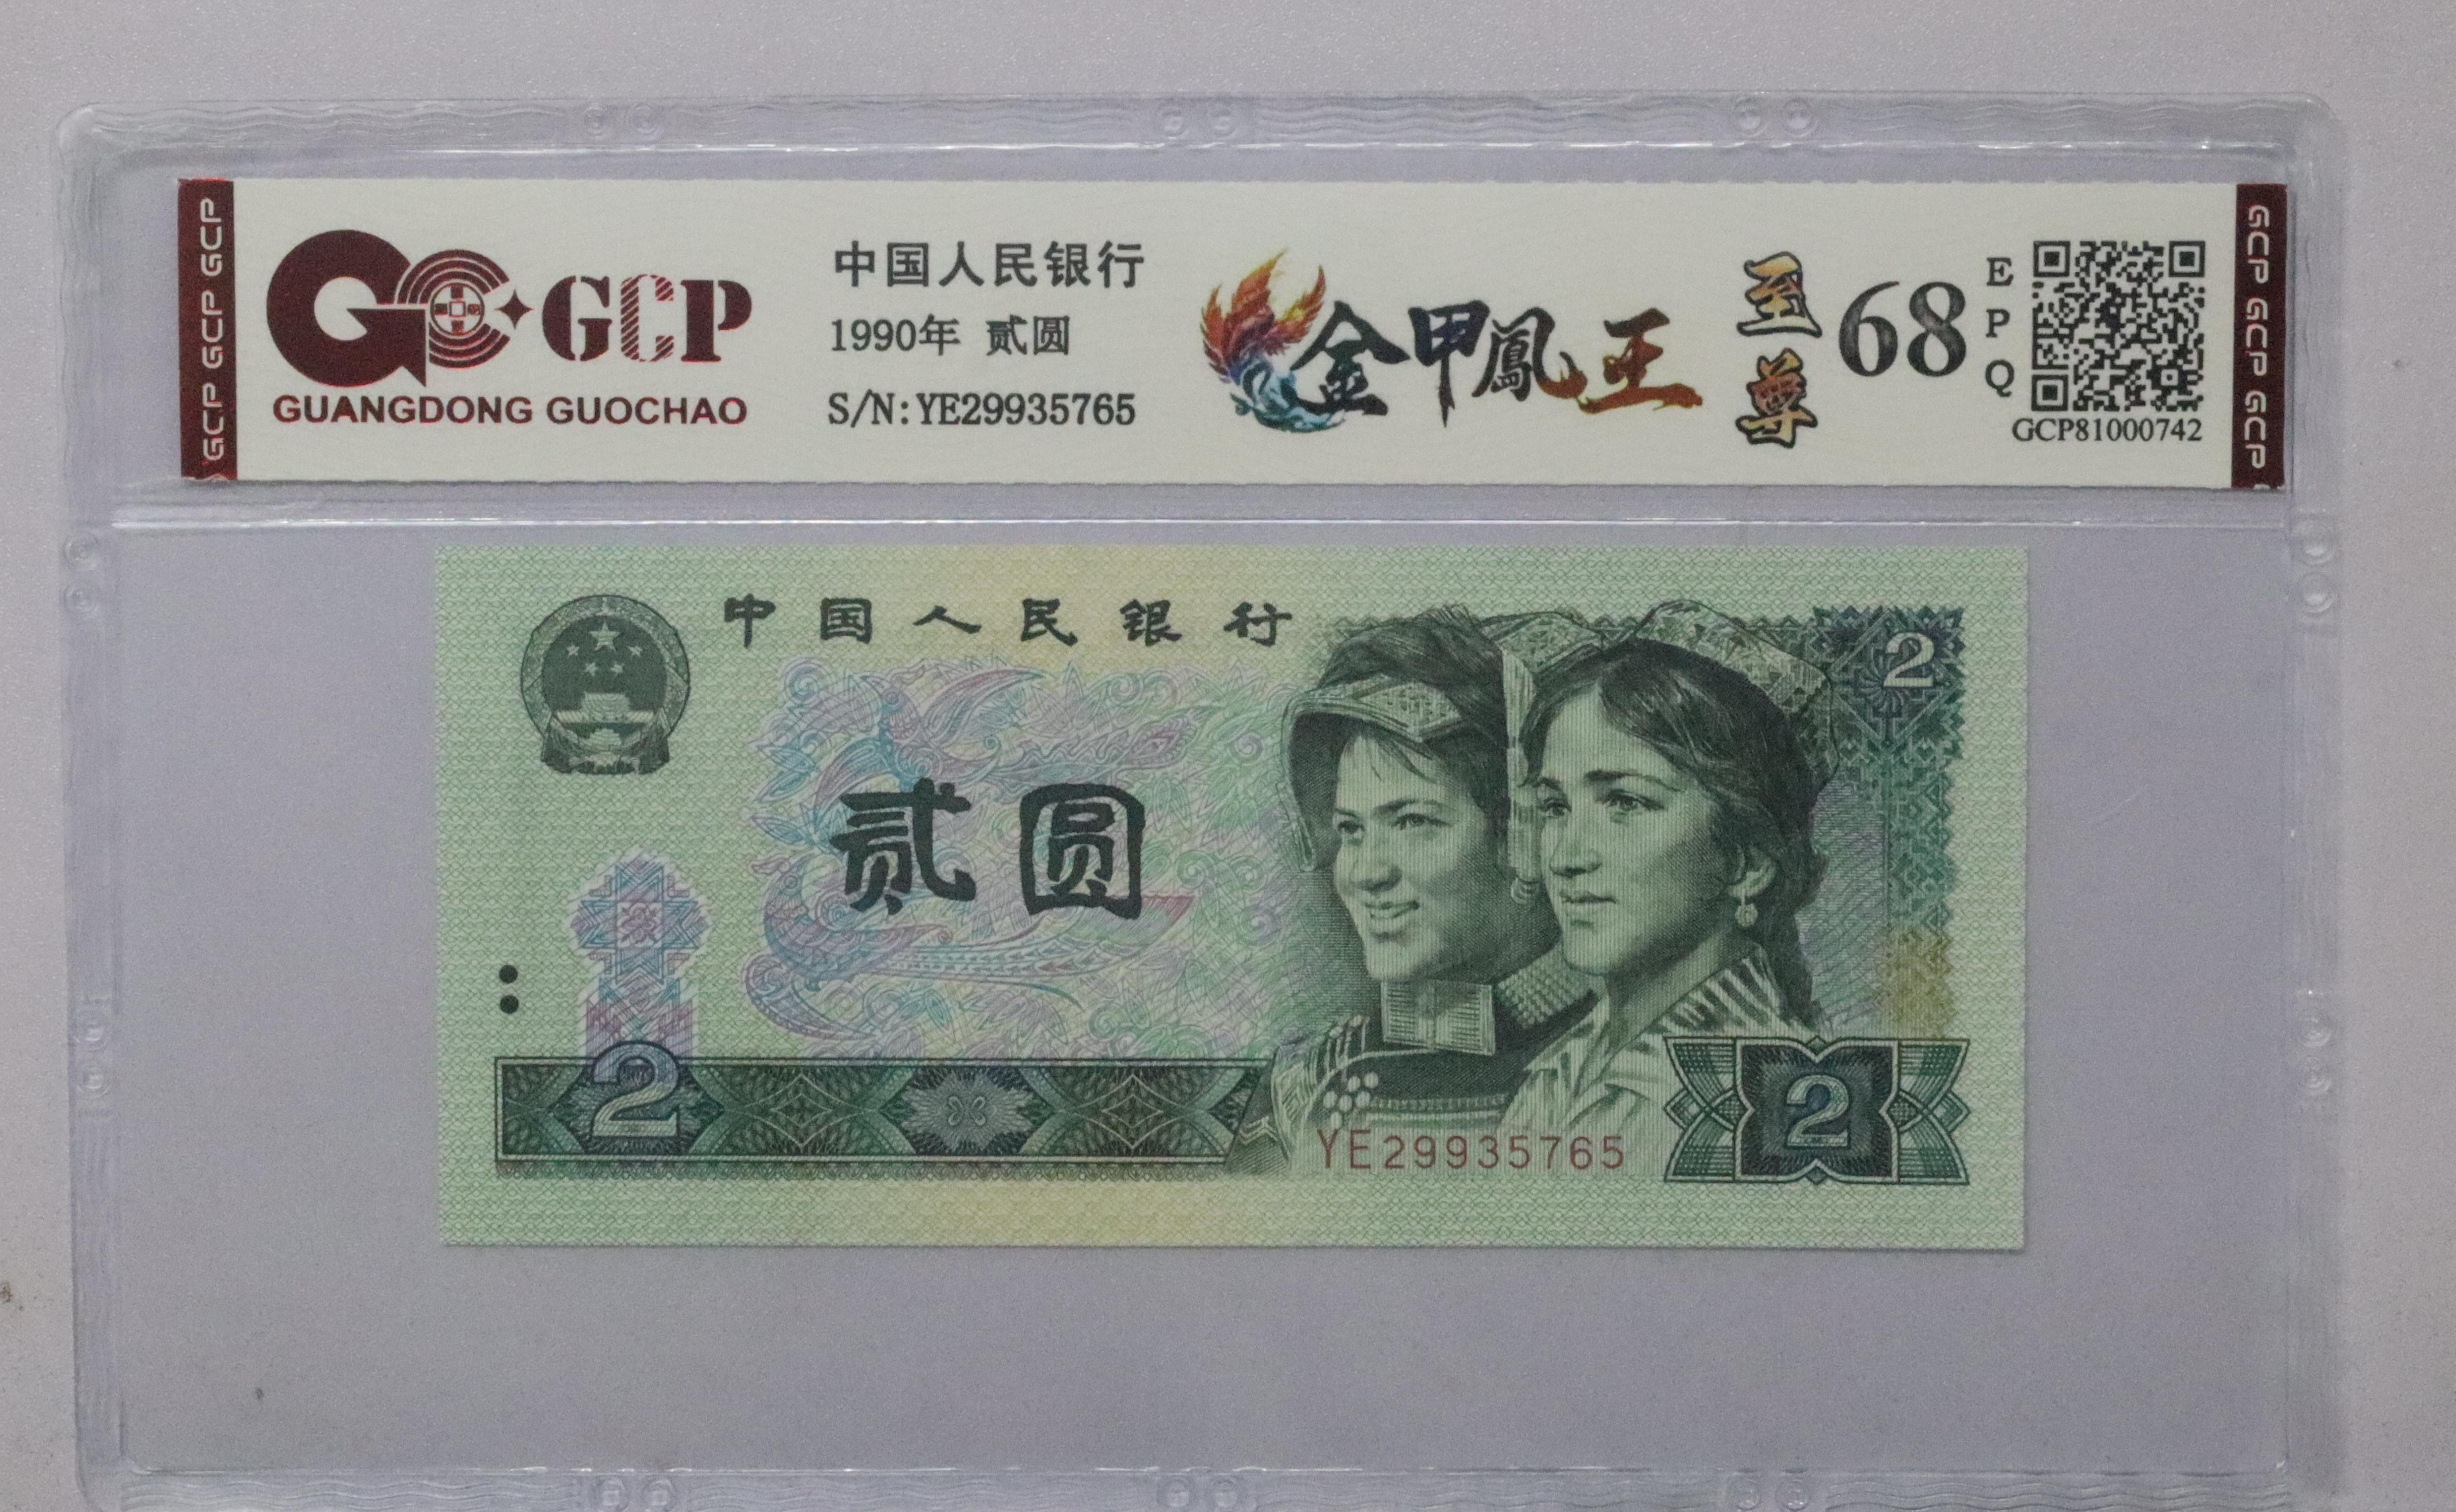 GCP GCP GCP
GCP
GUANGDONG GUOCHAO
中国人民银行
1990年 贰圆
S/N:YE29935765
金甲鳳王
至尊
68
EPQ
GCP81000742
GCP GCP GCP
中国人民银行
2
贰圆
2
YE29935765
2